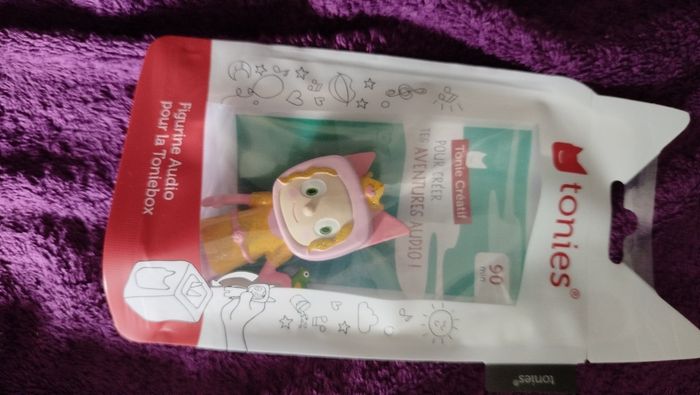 tonies®
90
min
Tonie Créatif
POUR CRÉER
TES AVENTURES AUDIO !
Figurine Audio
pour la Toniebox
tonies®